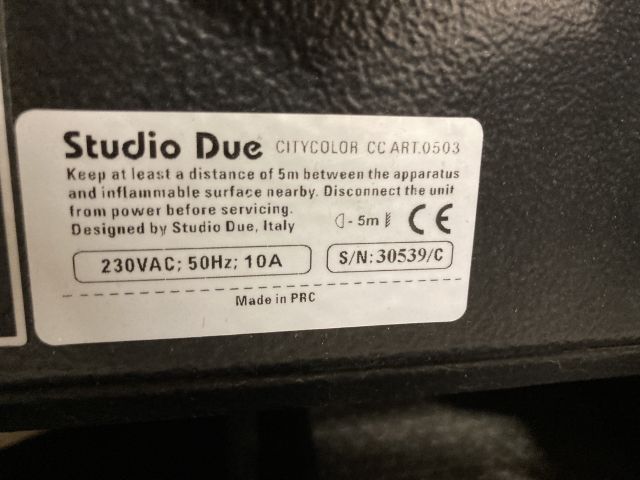 Studio Due CITYCOLOR CC ART.0503
Keep at least a distance of 5m between the apparatus
and inflammable surface nearby. Disconnect the unit
from power before servicing.
Designed by Studio Due, Italy
- 5m
CE
230VAC; 50Hz; 10A
S/N: 30539/C
Made in PRC